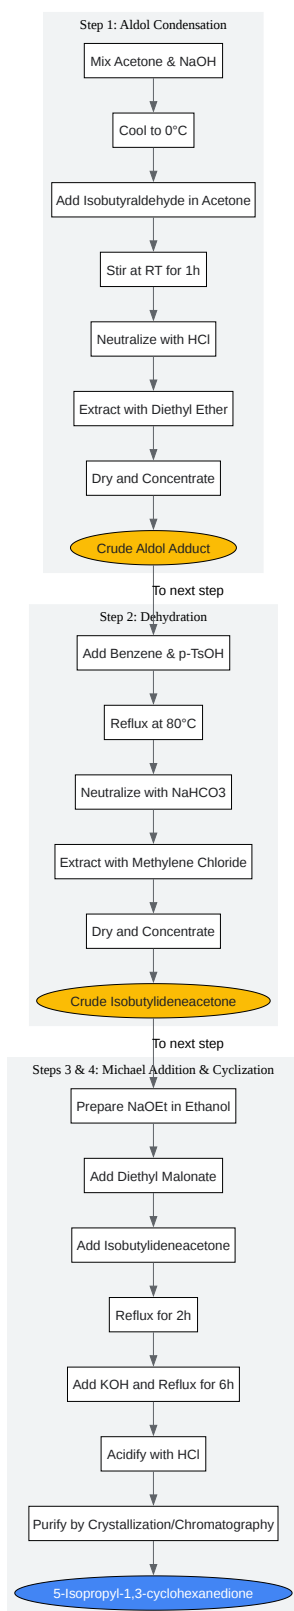 Step 1: Aldol Condensation
Mix Acetone & NaOH
Cool to 0°C
Add Isobutyraldehyde in Acetone
Stir at RT for 1h
Neutralize with HCl
Extract with Diethyl Ether
Dry and Concentrate
Crude Aldol Adduct
To next step
Step 2: Dehydration
Add Benzene & p-TsOH
Reflux at 80°C
Neutralize with NaHCO3
Extract with Methylene Chloride
Dry and Concentrate
Crude Isobutylideneacetone
To next step
Steps 3 & 4: Michael Addition & Cyclization
Prepare NaOEt in Ethanol
Add Diethyl Malonate
Add Isobutylideneacetone
Reflux for 2h
Add KOH and Reflux for 6h
Acidify with HCl
Purify by Crystallization/Chromatography
5-Isopropyl-1,3-cyclohexanedione